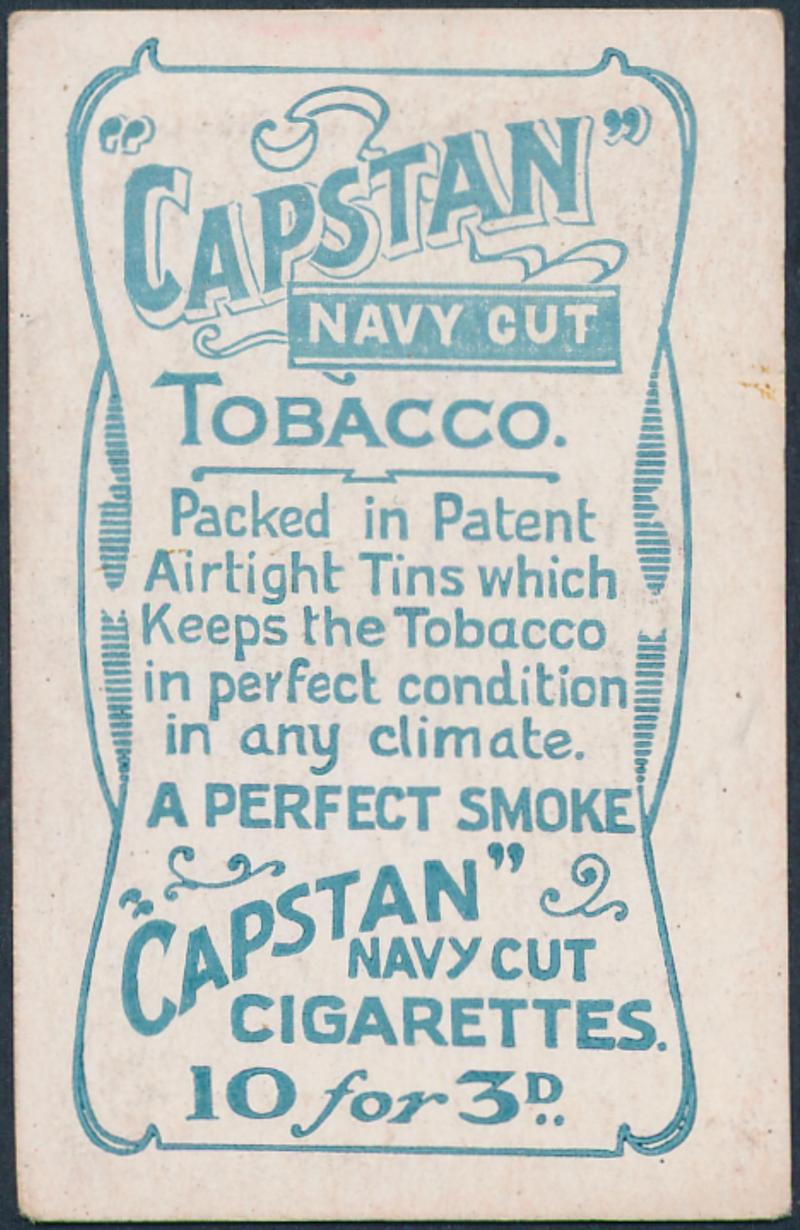 "CAPSTAN"
NAVY CUT
TOBACCO.
Packed in Patent
Airtight Tins which
Keeps the Tobacco
in perfect condition
in any climate.
A PERFECT SMOKE
"CAPSTAN"
NAVY CUT
CIGARETTES.
10 for 3D.